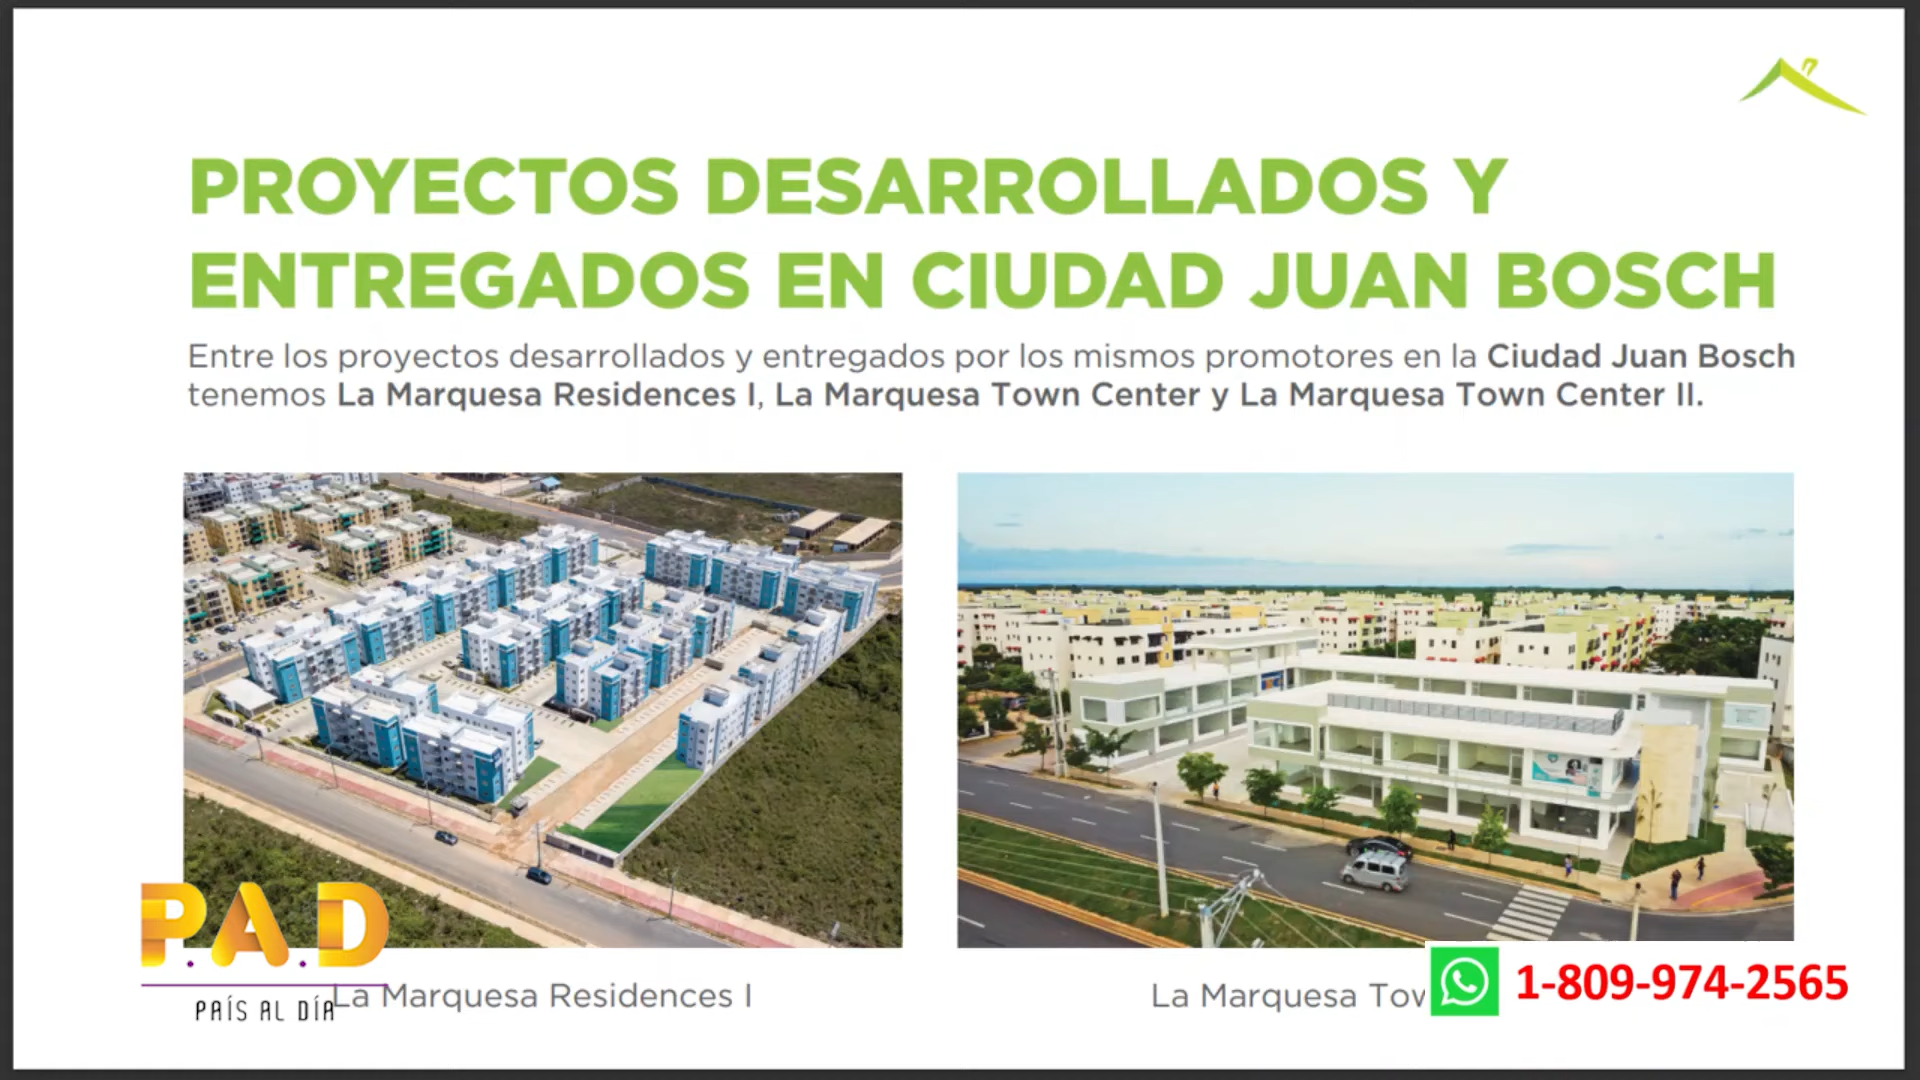 PROYECTOS DESARROLLADOS Y
ENTREGADOS EN CIUDAD JUAN BOSCH
Entre los proyectos desarrollados y entregados por los mismos promotores en la Ciudad Juan Bosch
tenemos La Marquesa Residences I, La Marquesa Town Center y La Marquesa Town Center II.
P.A.D
PAÍS AL DÍA
La Marquesa Residences I
La Marquesa
1-809-974-2565